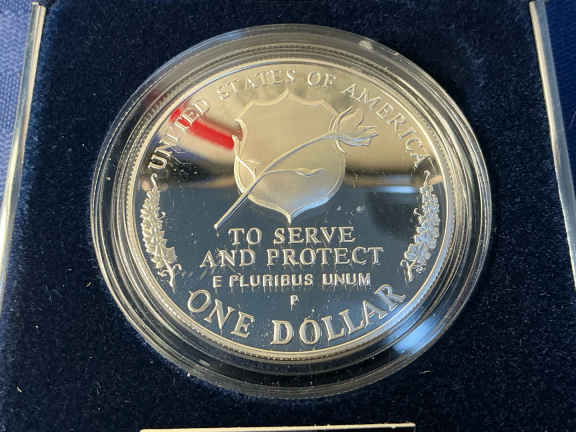 UNITED STATES OF AMERICA
TO SERVE
AND PROTECT
E PLURIBUS UNUM
P
ONE DOLLAR